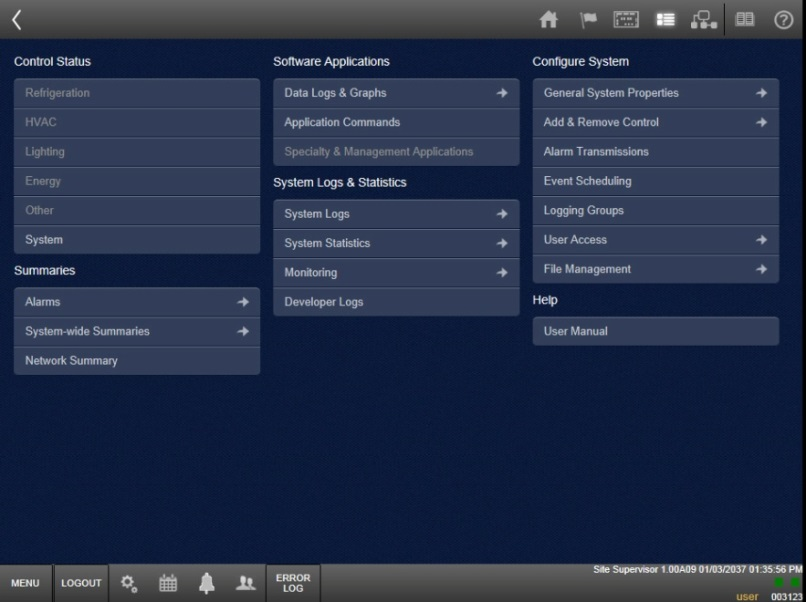 Control Status
Refrigeration
HVAC
Lighting
Energy
Other
System
Summaries
Alarms
System-wide Summaries
Network Summary
Software Applications
Data Logs & Graphs
Application Commands
Specialty & Management Applications
System Logs & Statistics
System Logs
System Statistics
Monitoring
Developer Logs
Configure System
General System Properties
Add & Remove Control
Alarm Transmissions
Event Scheduling
Logging Groups
User Access
File Management
Help
User Manual
MENU
LOGOUT
ERROR
LOG
Site Supervisor 1.00A09 01/03/2037 01:35:56 PM
user 003123